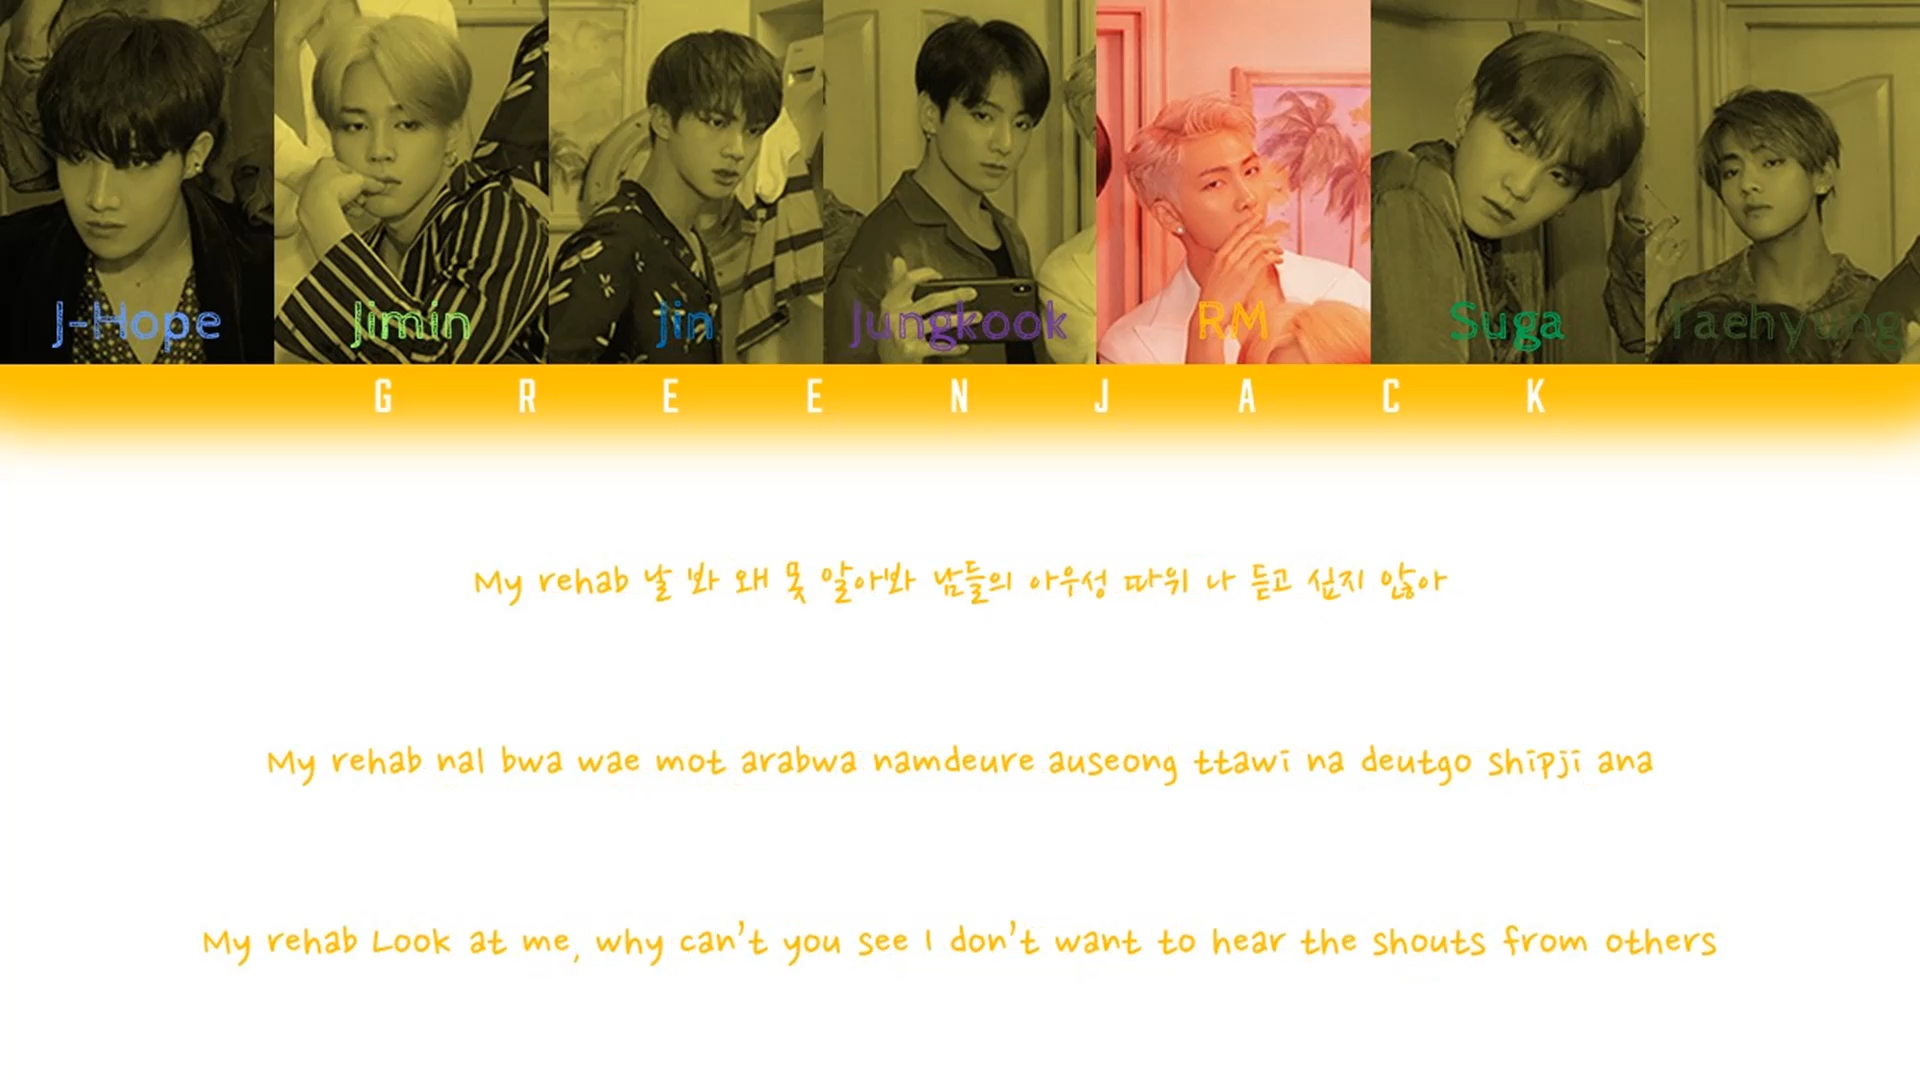 J-Hope Jimin Jin Jungkook RM Suga Taehyung
GREENJACK
My rehab 날 봐 왜 못 알아봐 남들의 아우성 따위 나 듣고 싶지 않아
My rehab nal bwa wae mot arabwa namdeure auseong ttawi na deutgo shipji ana
My rehab Look at me, why can't you see I don't want to hear the shouts from others